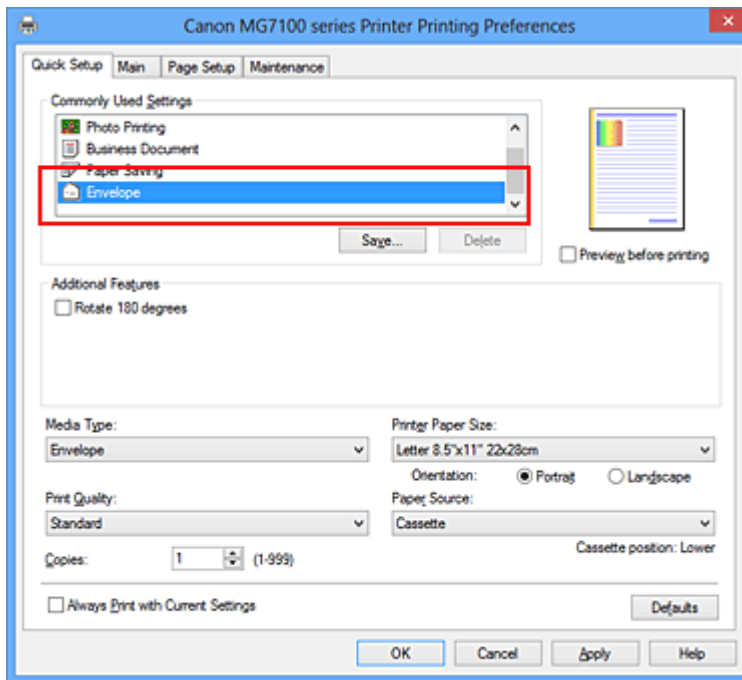 Canon MG7100 series Printer Printing Preferences
Quick Setup Main Page Setup Maintenance
Commonly Used Settings
Photo Printing
Business Document
Paper Saving
Envelope
Save... Delete
Preview before printing
Additional Features
Rotate 180 degrees
Media Type: Printer Paper Size:
Envelope Letter 8.5"x11" 22x28cm
Orientation: Portrait Landscape
Print Quality: Paper Source:
Standard Cassette
Cassette position: Lower
Copies: 1 (1-999)
Always Print with Current Settings Defaults
OK Cancel Apply Help